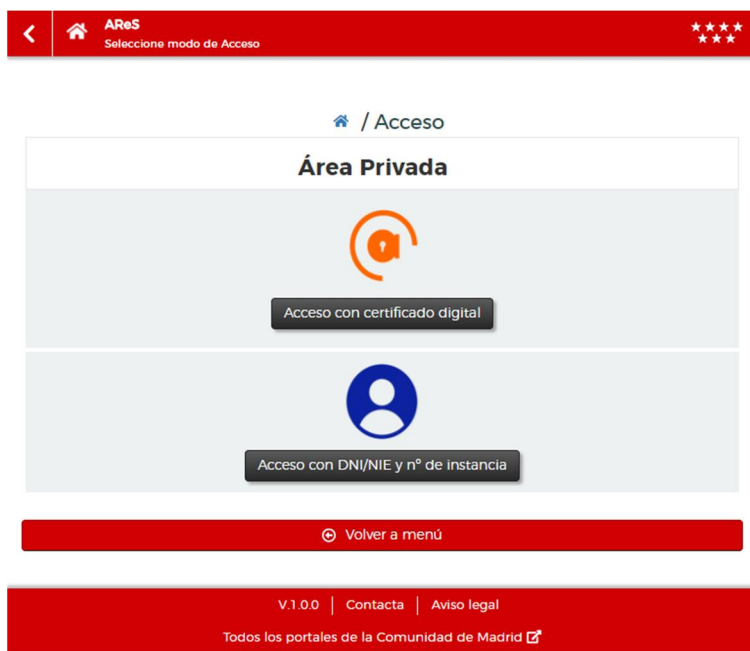 AReS
Seleccione modo de Acceso
/ Acceso
Área Privada
Acceso con certificado digital
Acceso con DNI/NIE y nº de instancia
Volver a menú
V.1.0.0 | Contacta | Aviso legal
Todos los portales de la Comunidad de Madrid